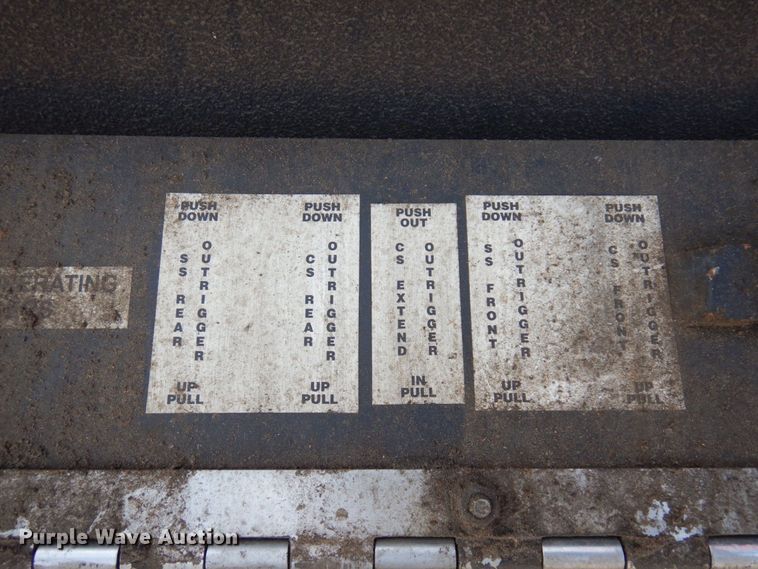 ERATING
PUSH DOWN
SS REAR OUTRIGGER
UP PULL
PUSH DOWN
CS REAR OUTRIGGER
UP PULL
PUSH OUT
CS EXTEND OUTRIGGER
IN PULL
PUSH DOWN
SS FRONT OUTRIGGER
UP PULL
PUSH DOWN
CS FRONT OUTRIGGER
UP PULL
Purple Wave Auction